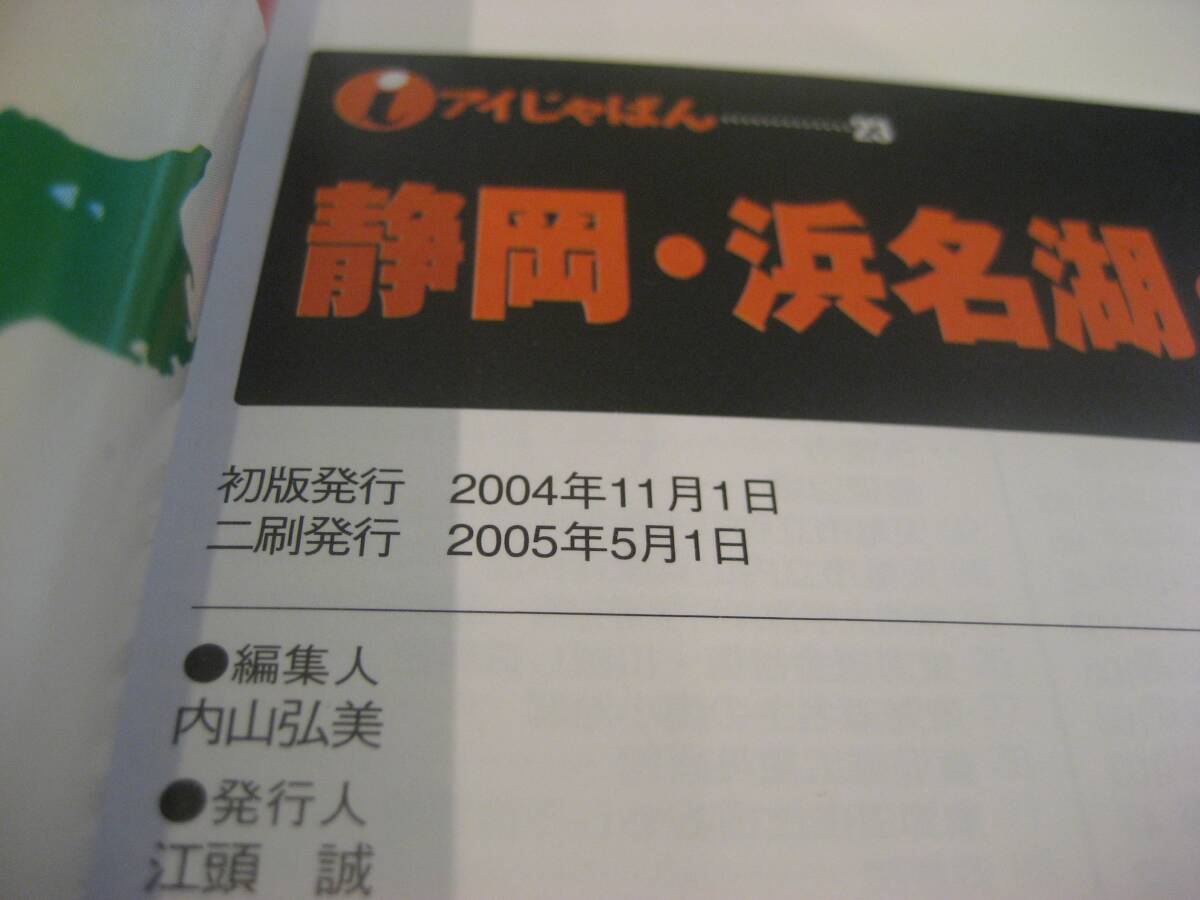 i アイじゃぱん……………23
静岡・浜名湖・
初版発行 2004年11月1日
二刷発行 2005年5月1日
●編集人
内山弘美
●発行人
江頭 誠